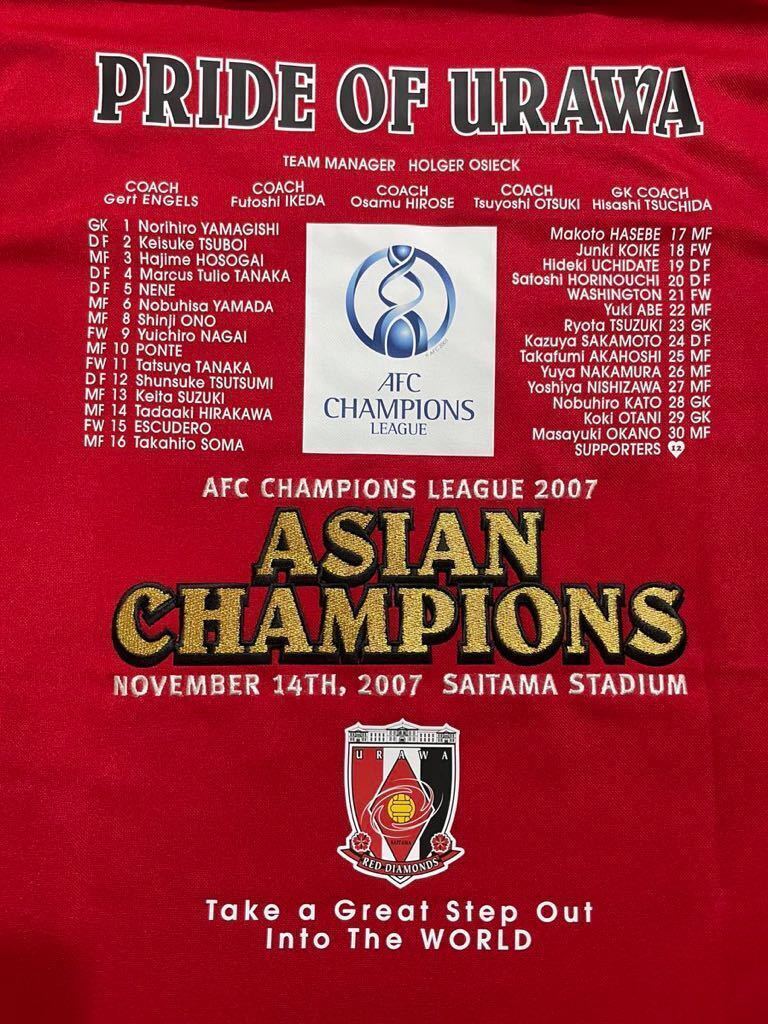 PRIDE OF URAWA
TEAM MANAGER HOLGER OSIECK
COACH
Gert ENGELS
COACH
Futoshi IKEDA
COACH
Osamu HIROSE
COACH
Tsuyoshi OTSUKI
GK COACH
Hisashi TSUCHIDA
GK 1 Norihiro YAMAGISHI
DF 2 Keisuke TSUBOI
MF 3 Hajime HOSOGAI
DF 4 Marcus Tulio TANAKA
DF 5 NENE
MF 6 Nobuhisa YAMADA
MF 8 Shinji ONO
FW 9 Yuichiro NAGAI
MF 10 PONTE
FW 11 Tatsuya TANAKA
DF 12 Shunsuke TSUTSUMI
MF 13 Keita SUZUKI
MF 14 Tadaaki HIRAKAWA
FW 15 ESCUDERO
MF 16 Takahito SOMA
© AFC 2001
AFC
CHAMPIONS
LEAGUE
Makoto HASEBE 17 MF
Junki KOIKE 18 FW
Hideki UCHIDATE 19 DF
Satoshi HORINOUCHI 20 DF
WASHINGTON 21 FW
Yuki ABE 22 MF
Ryota TSUZUKI 23 GK
Kazuya SAKAMOTO 24 DF
Takafumi AKAHOSHI 25 MF
Yuya NAKAMURA 26 MF
Yoshiya NISHIZAWA 27 MF
Nobuhiro KATO 28 GK
Koki OTANI 29 GK
Masayuki OKANO 30 MF
SUPPORTERS 12
AFC CHAMPIONS LEAGUE 2007
ASIAN
CHAMPIONS
NOVEMBER 14TH, 2007 SAITAMA STADIUM
URAWA
SAITAMA
RED DIAMONDS
Take a Great Step Out
Into The WORLD